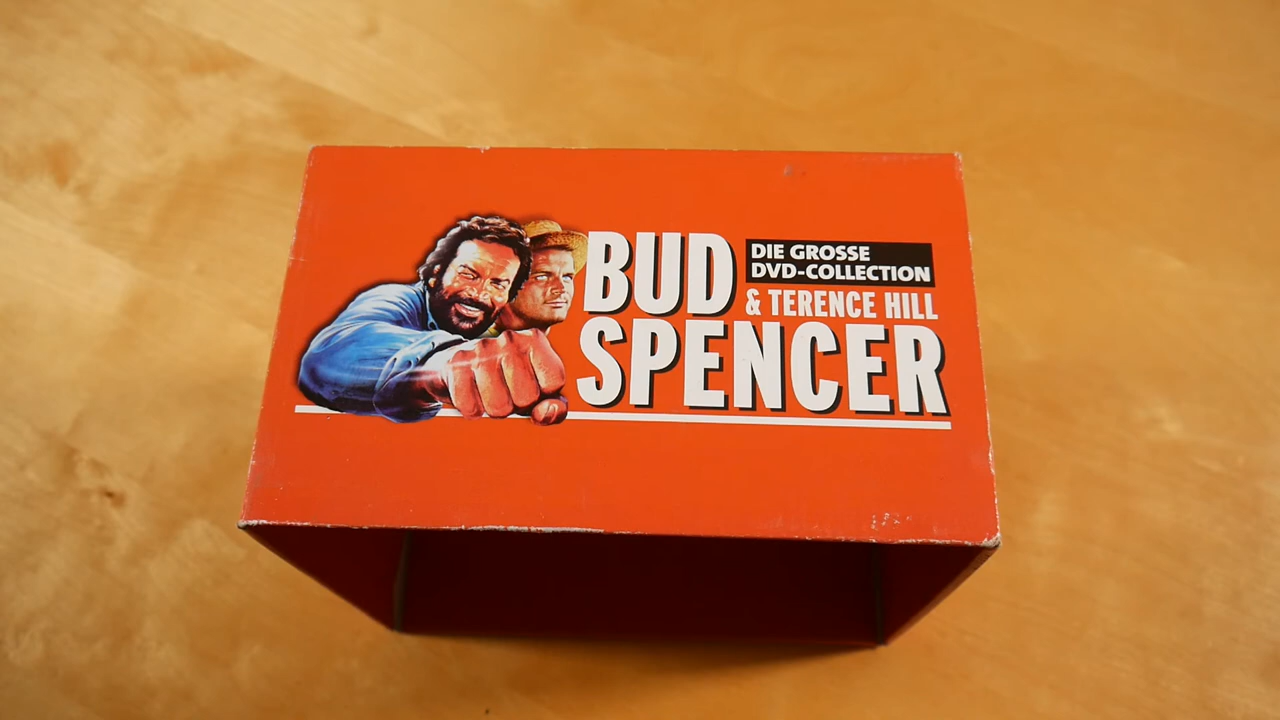 BUD
SPENCER
DIE GROSSE
DVD-COLLECTION
& TERENCE HILL